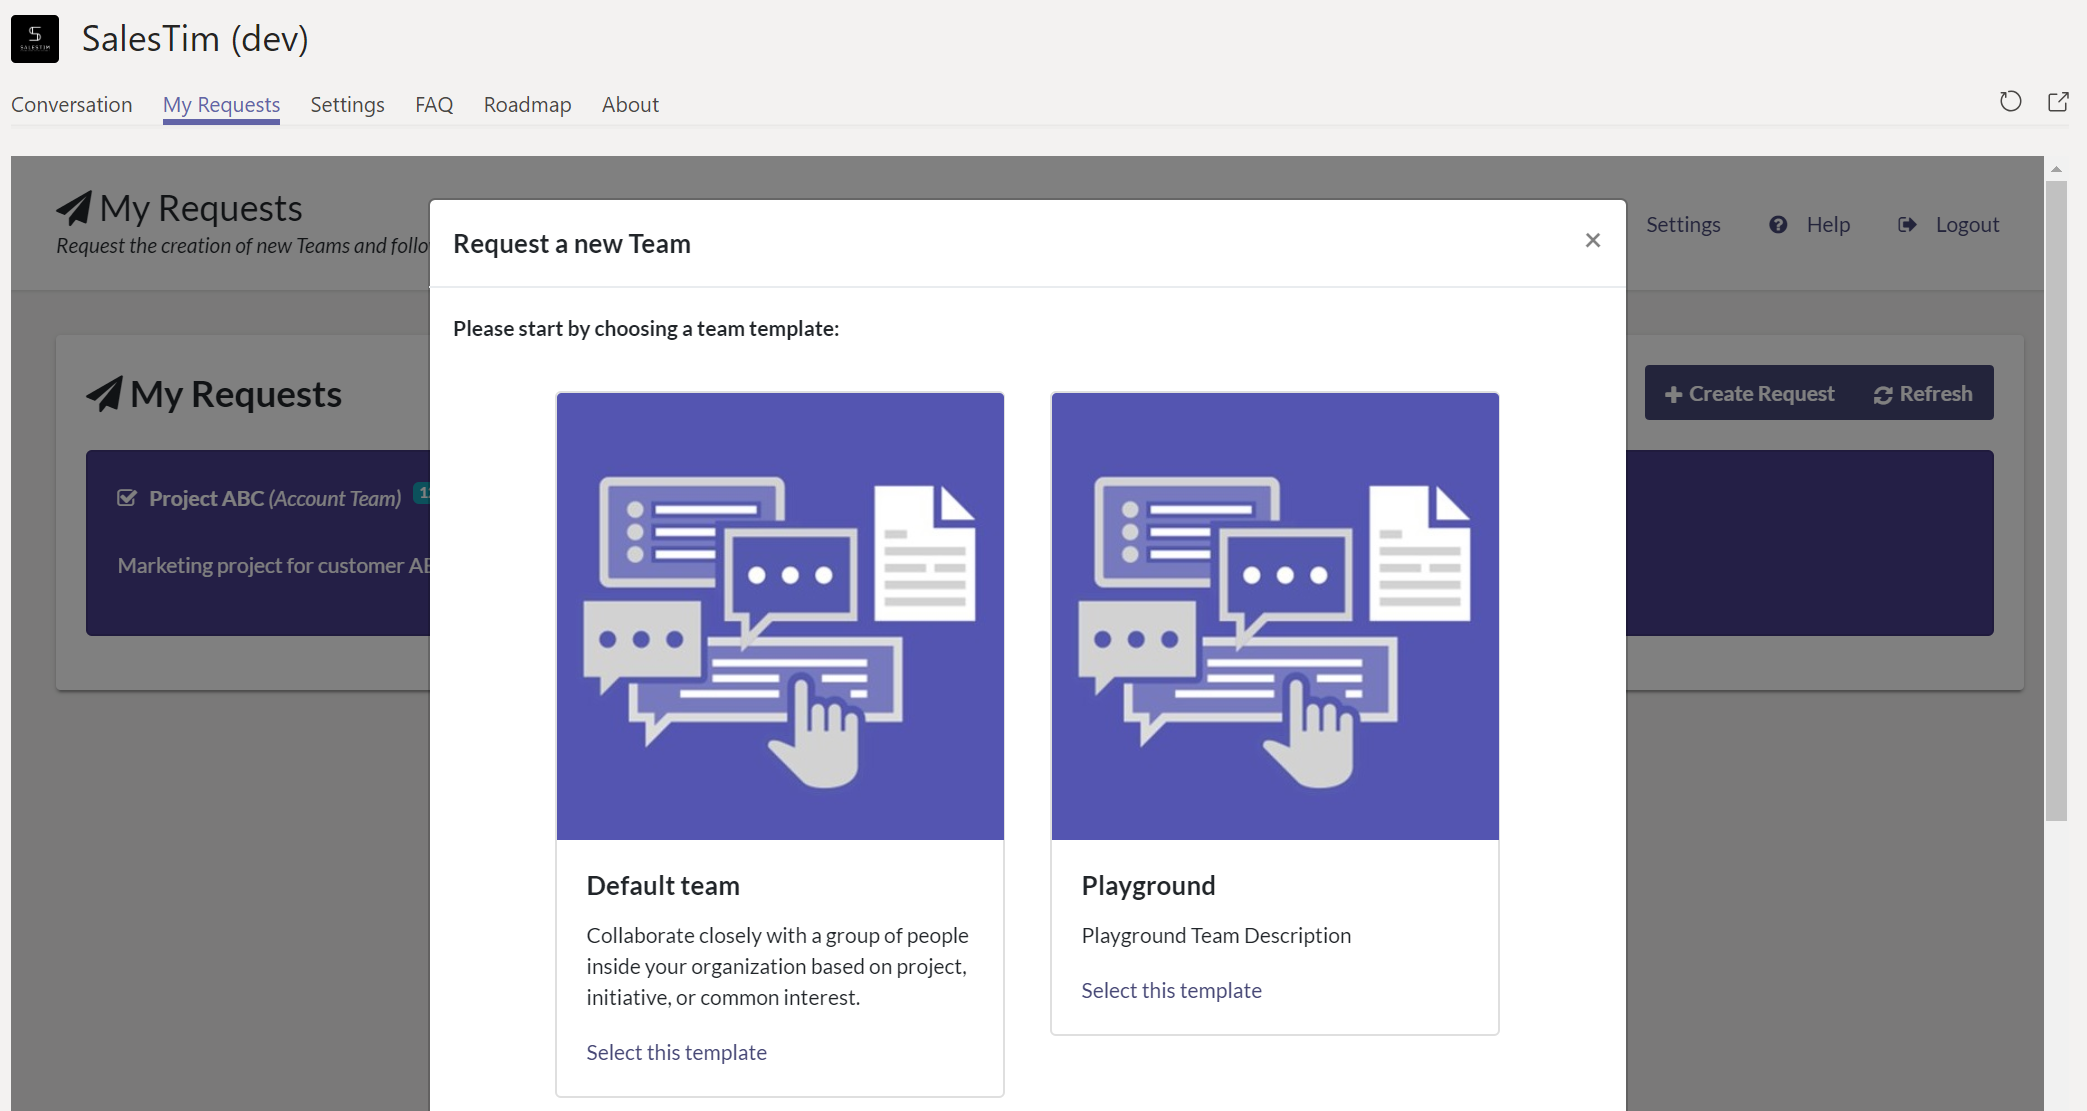 SALESTIM
SalesTim (dev)
Conversation My Requests Settings FAQ Roadmap About
My Requests
Request the creation of new Teams and follo
Settings Help Logout
Request a new Team
Please start by choosing a team template:
My Requests
Create Request Refresh
Project ABC (Account Team)
Marketing project for customer
Default team
Collaborate closely with a group of people
inside your organization based on project,
initiative, or common interest.
Select this template
Playground
Playground Team Description
Select this template